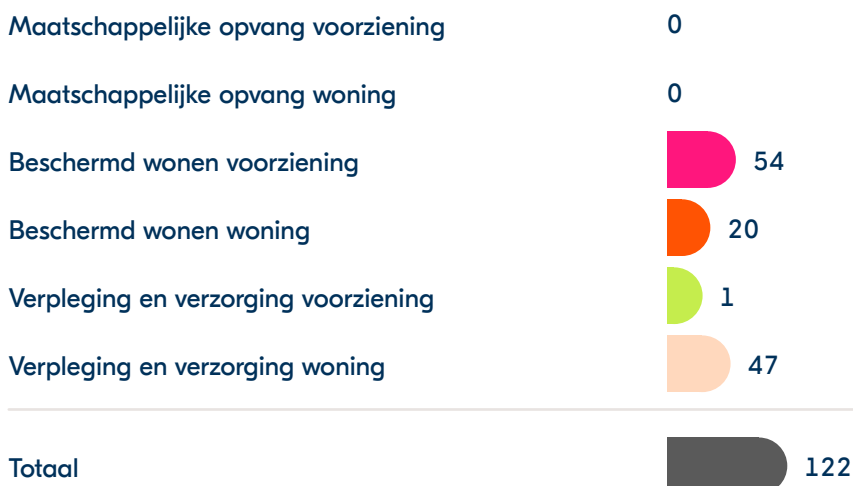 Maatschappelijke opvang voorziening 0
Maatschappelijke opvang woning 0
Beschermd wonen voorziening 54
Beschermd wonen woning 20
Verpleging en verzorging voorziening 1
Verpleging en verzorging woning 47
Totaal 122